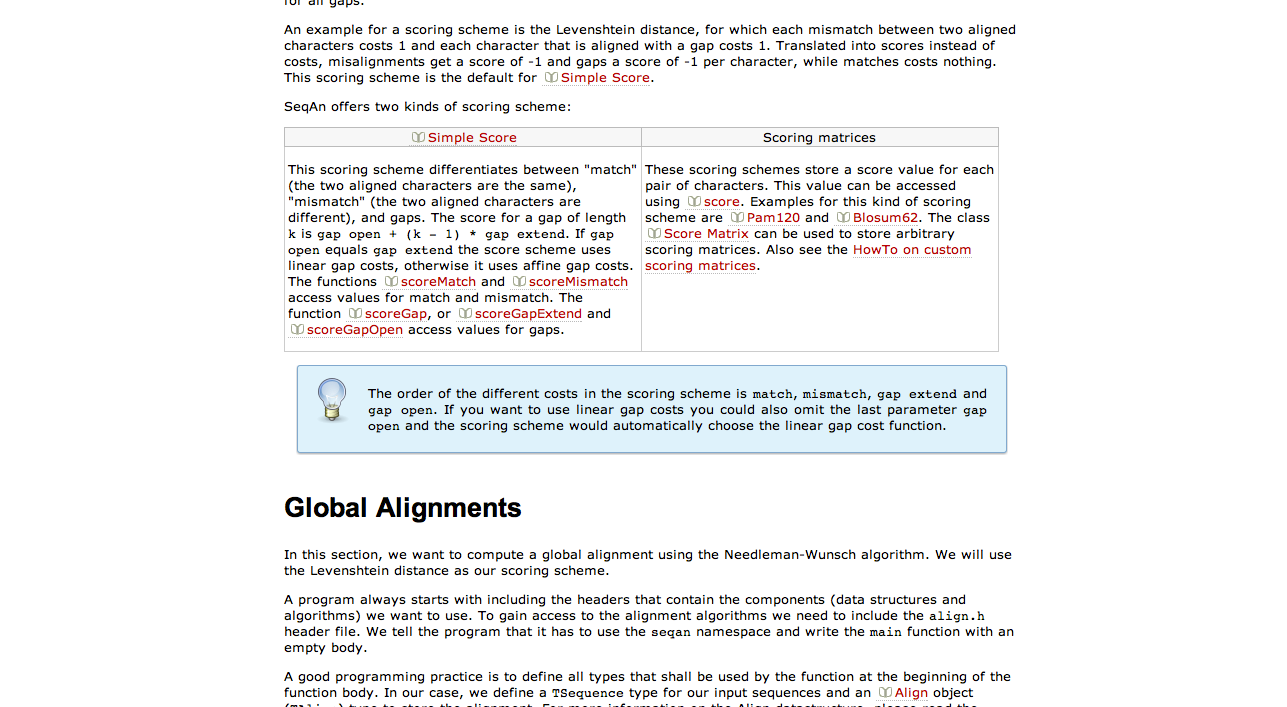 for all gaps.
An example for a scoring scheme is the Levenshtein distance, for which each mismatch between two aligned
characters costs 1 and each character that is aligned with a gap costs 1. Translated into scores instead of
costs, misalignments get a score of -1 and gaps a score of -1 per character, while matches costs nothing.
This scoring scheme is the default for Simple Score.
SeqAn offers two kinds of scoring scheme:
Simple Score
This scoring scheme differentiates between "match"
(the two aligned characters are the same),
"mismatch" (the two aligned characters are
different), and gaps. The score for a gap of length
k is gap open + (k - 1) * gap extend. If gap
open equals gap extend the score scheme uses
linear gap costs, otherwise it uses affine gap costs.
The functions scoreMatch and scoreMismatch
access values for match and mismatch. The
function scoreGap, or scoreGapExtend and
scoreGapOpen access values for gaps.
Scoring matrices
These scoring schemes store a score value for each
pair of characters. This value can be accessed
using score. Examples for this kind of scoring
scheme are Pam120 and Blosum62. The class
Score Matrix can be used to store arbitrary
scoring matrices. Also see the HowTo on custom
scoring matrices.
The order of the different costs in the scoring scheme is match, mismatch, gap extend and
gap open. If you want to use linear gap costs you could also omit the last parameter gap
open and the scoring scheme would automatically choose the linear gap cost function.
Global Alignments
In this section, we want to compute a global alignment using the Needleman-Wunsch algorithm. We will use
the Levenshtein distance as our scoring scheme.
A program always starts with including the headers that contain the components (data structures and
algorithms) we want to use. To gain access to the alignment algorithms we need to include the align.h
header file. We tell the program that it has to use the seqan namespace and write the main function with an
empty body.
A good programming practice is to define all types that shall be used by the function at the beginning of the
function body. In our case, we define a TSequence type for our input sequences and an Align object
type to store the alignment. For more information on the Align datastructure, please read the